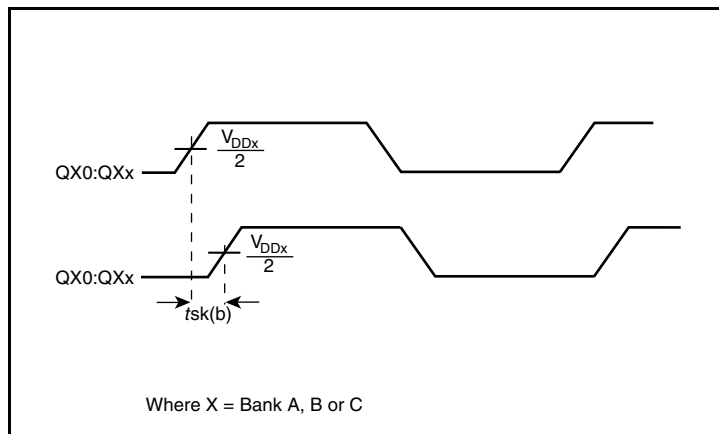 V_DDx
2
QX0:QXx
V_DDx
2
QX0:QXx
tsk(b)
Where X = Bank A, B or C